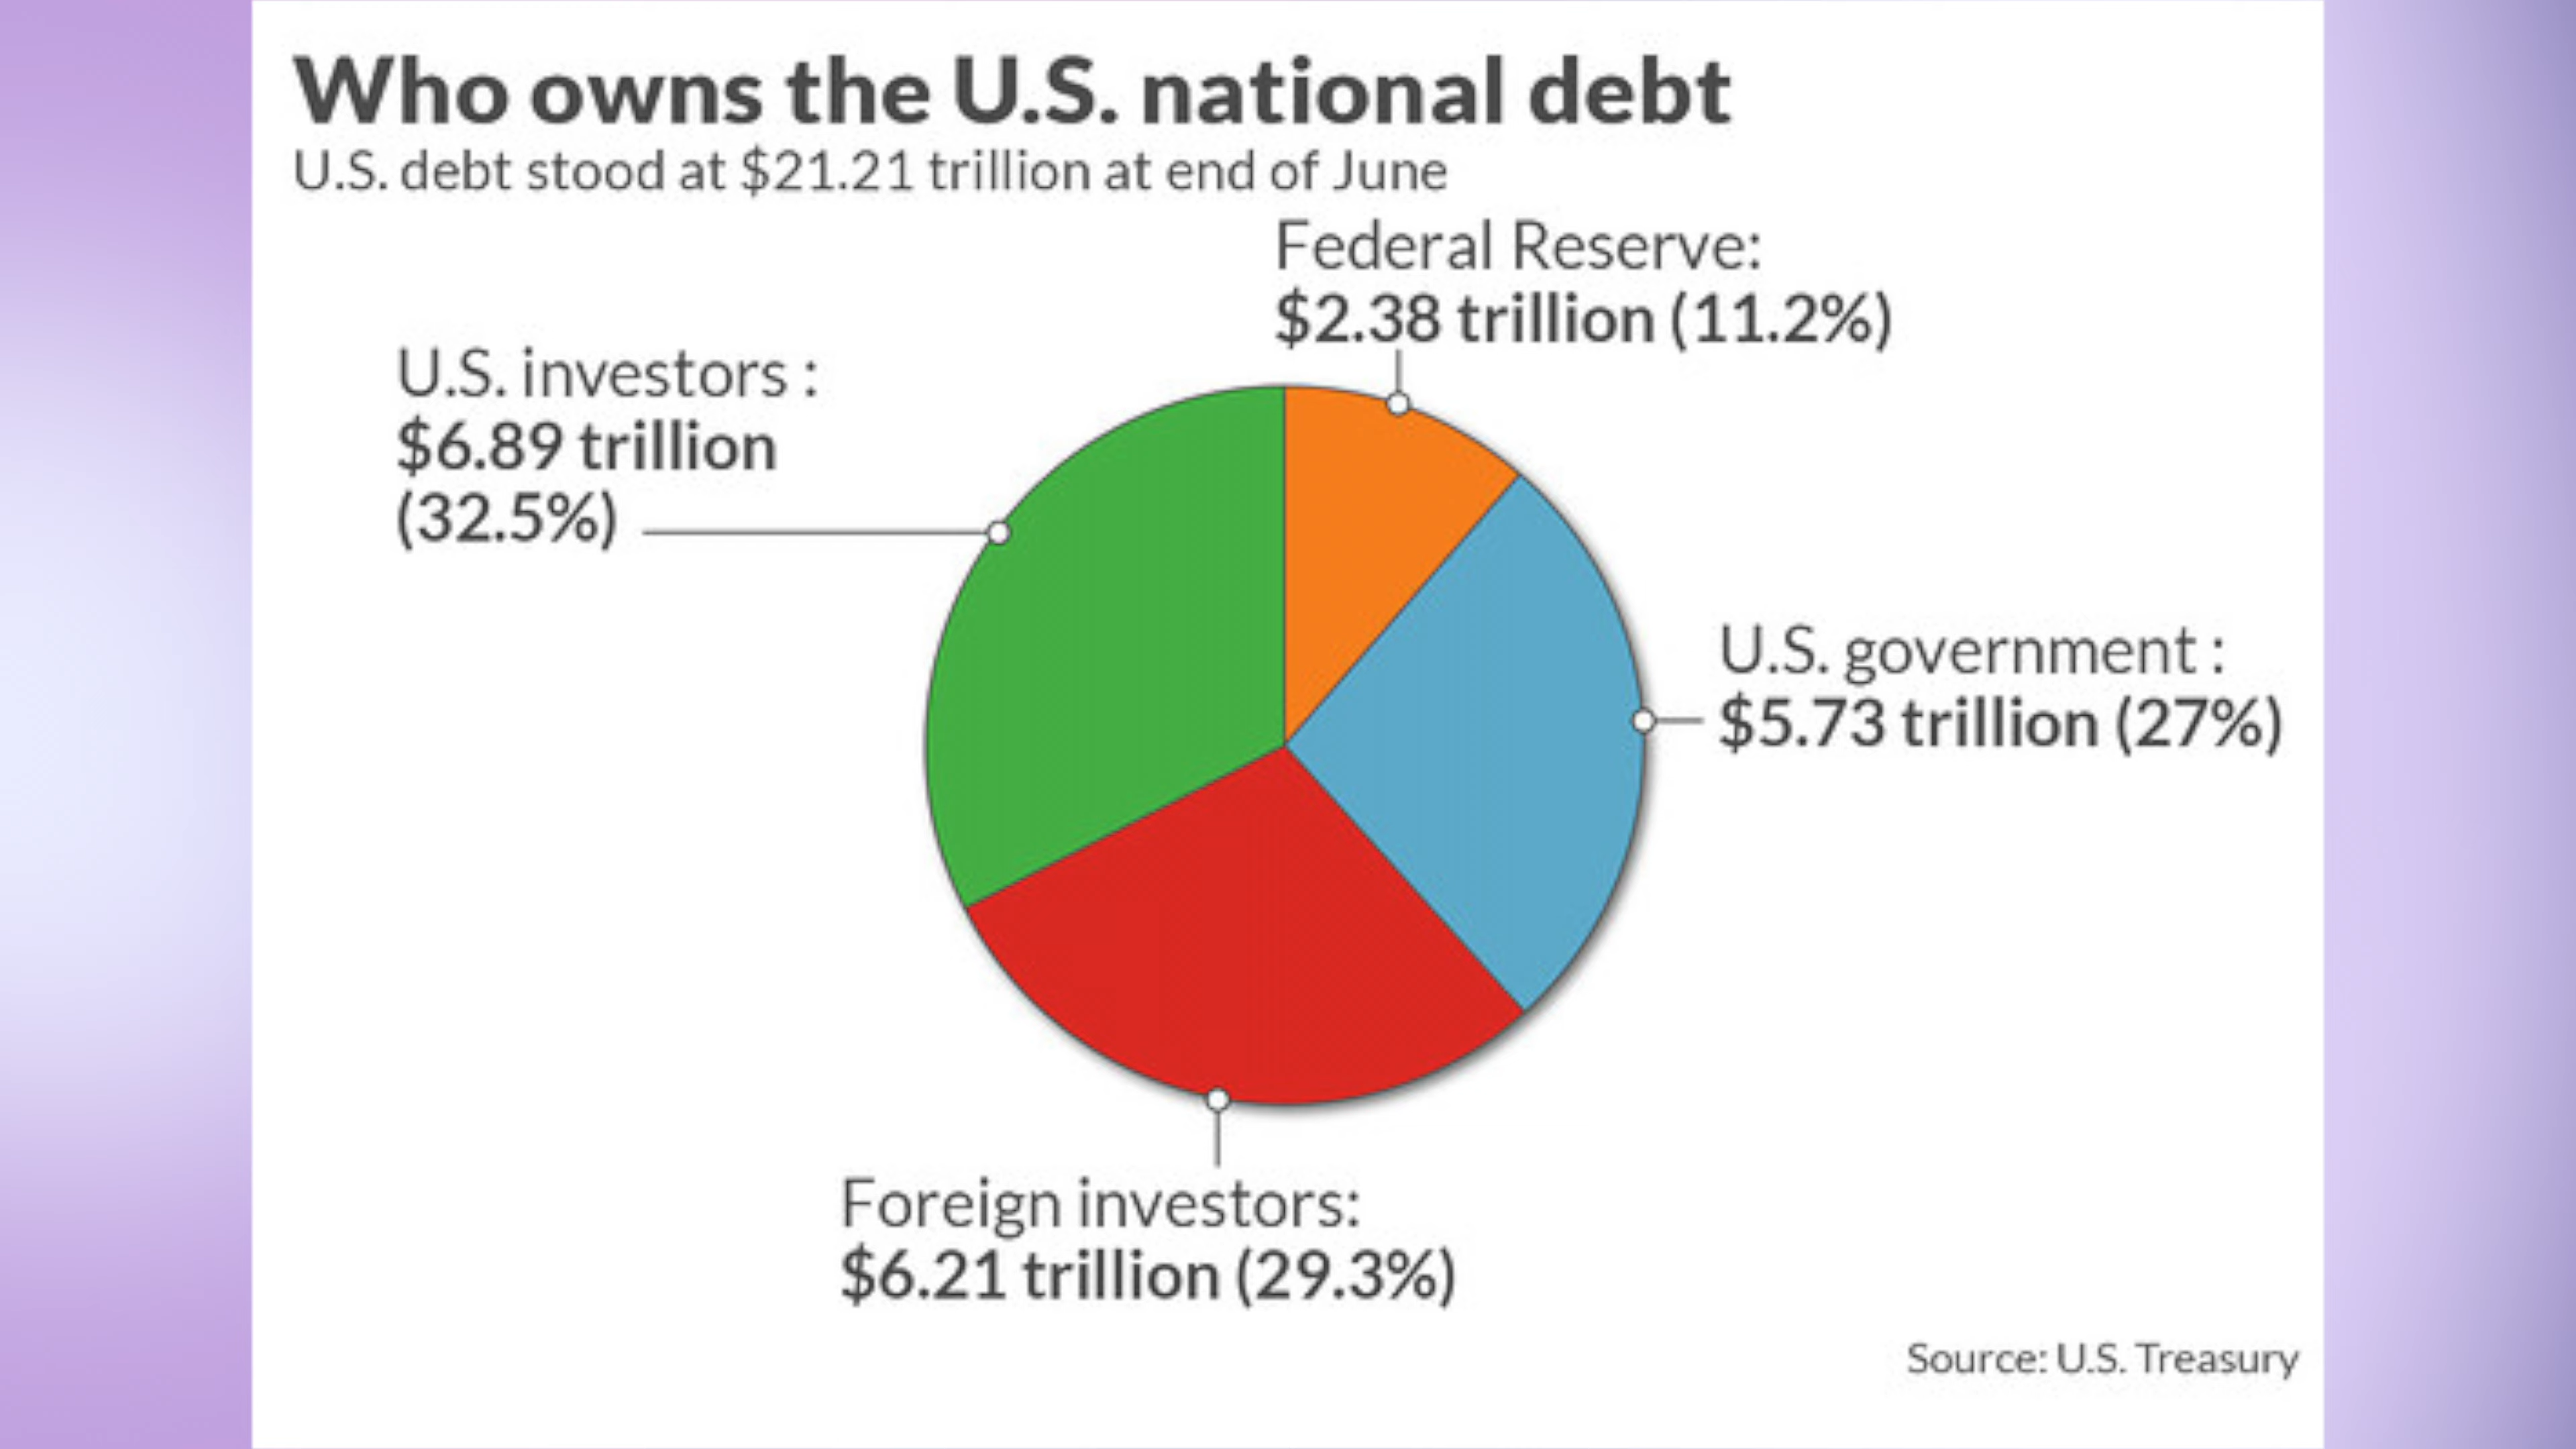 Who owns the U.S. national debt
U.S. debt stood at $21.21 trillion at end of June
Federal Reserve:
$2.38 trillion (11.2%)
U.S. investors :
$6.89 trillion
(32.5%)
U.S. government :
$5.73 trillion (27%)
Foreign investors:
$6.21 trillion (29.3%)
Source: U.S. Treasury